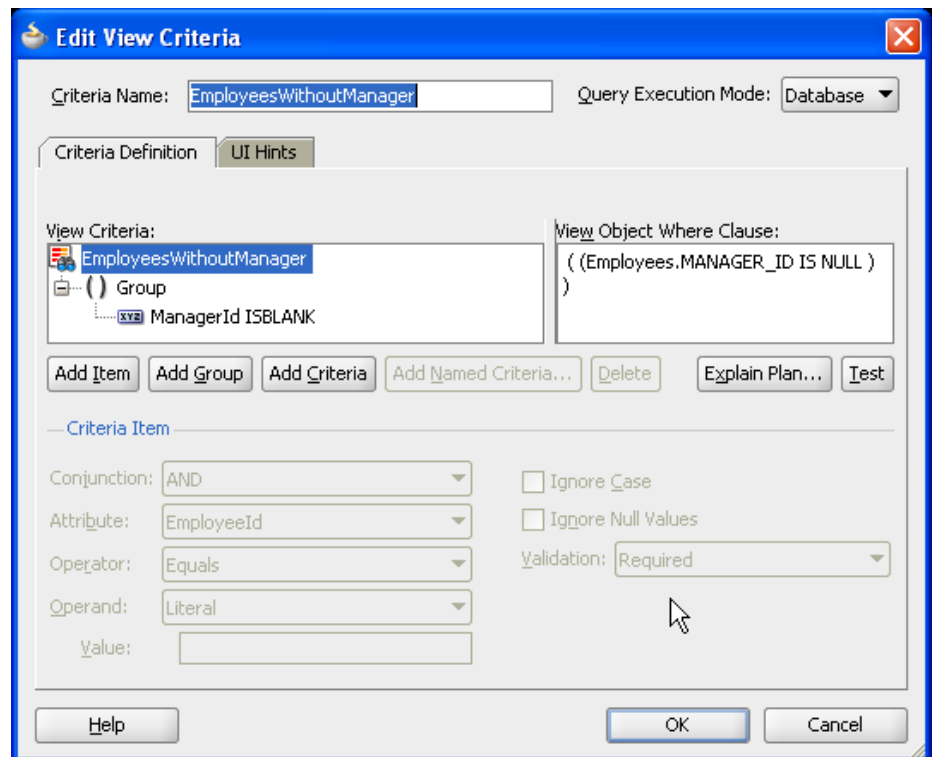 Edit View Criteria
Criteria Name: EmployeesWithoutManager Query Execution Mode: Database
Criteria Definition UI Hints
View Criteria: View Object Where Clause:
EmployeesWithoutManager ( (Employees.MANAGER_ID IS NULL )
( ) Group )
XYZ ManagerId ISBLANK
Add Item Add Group Add Criteria Add Named Criteria... Delete Explain Plan... Test
Criteria Item
Conjunction: AND Ignore Case
Attribute: EmployeeId Ignore Null Values
Operator: Equals Validation: Required
Operand: Literal
Value:
Help OK Cancel